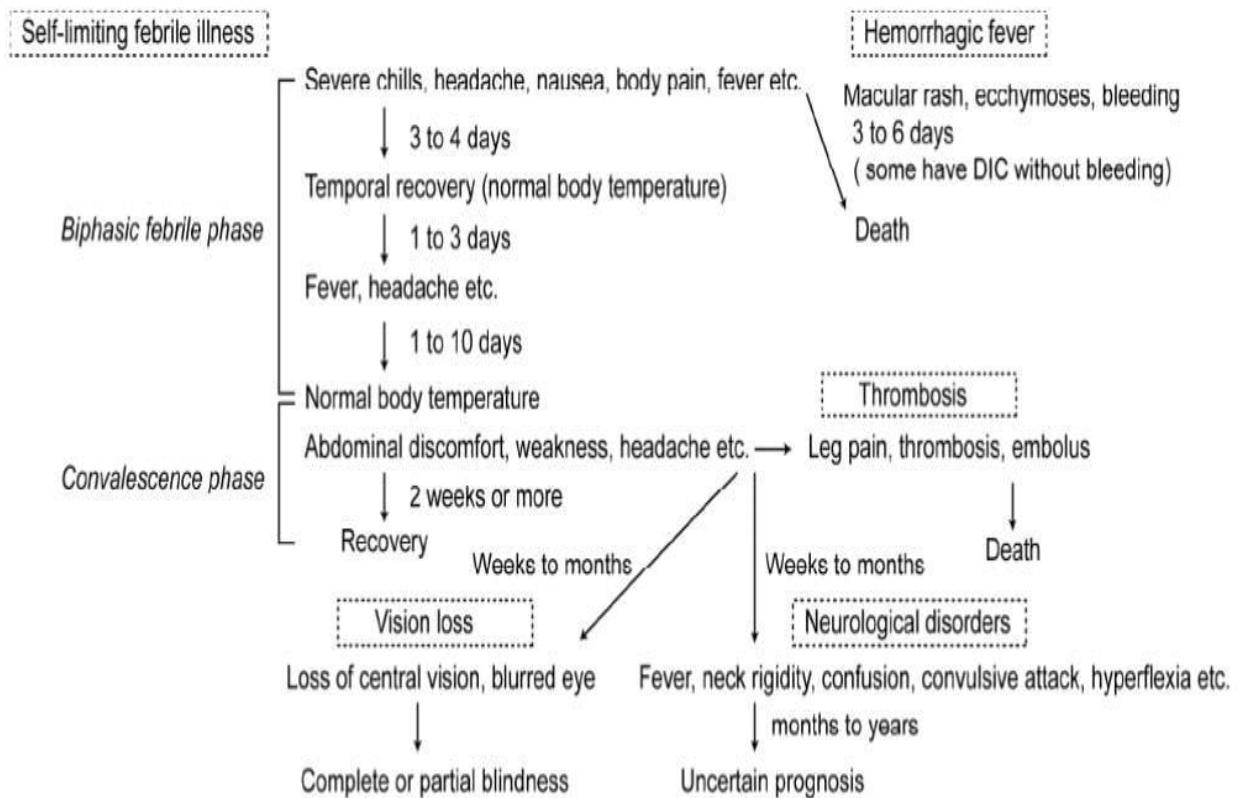 Self-limiting febrile illness
Hemorrhagic fever
Severe chills, headache, nausea, body pain, fever etc.
Macular rash, ecchymoses, bleeding
3 to 6 days
( some have DIC without bleeding)
Death
3 to 4 days
Temporal recovery (normal body temperature)
Biphasic febrile phase
1 to 3 days
Fever, headache etc.
1 to 10 days
Normal body temperature
Thrombosis
Abdominal discomfort, weakness, headache etc.
Leg pain, thrombosis, embolus
Convalescence phase
2 weeks or more
Recovery
Death
Weeks to months
Weeks to months
Vision loss
Neurological disorders
Loss of central vision, blurred eye
Fever, neck rigidity, confusion, convulsive attack, hyperflexia etc.
months to years
Complete or partial blindness
Uncertain prognosis